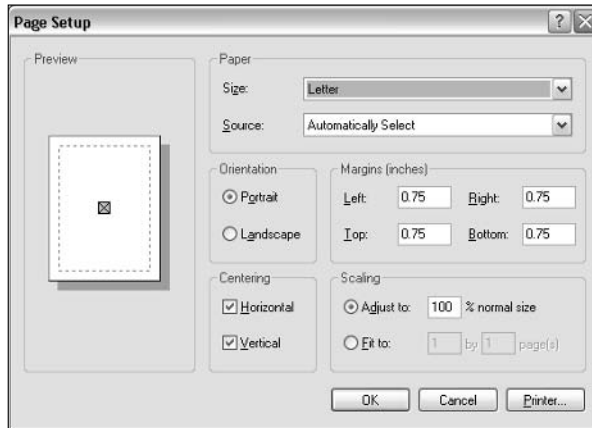 Page Setup
Preview
Paper
Size: Letter
Source: Automatically Select
Orientation
Portrait
Landscape
Margins (inches)
Left: 0.75 Right: 0.75
Top: 0.75 Bottom: 0.75
Centering
Horizontal
Vertical
Scaling
Adjust to: 100 % normal size
Fit to: 1 by 1 page(s)
OK Cancel Printer...